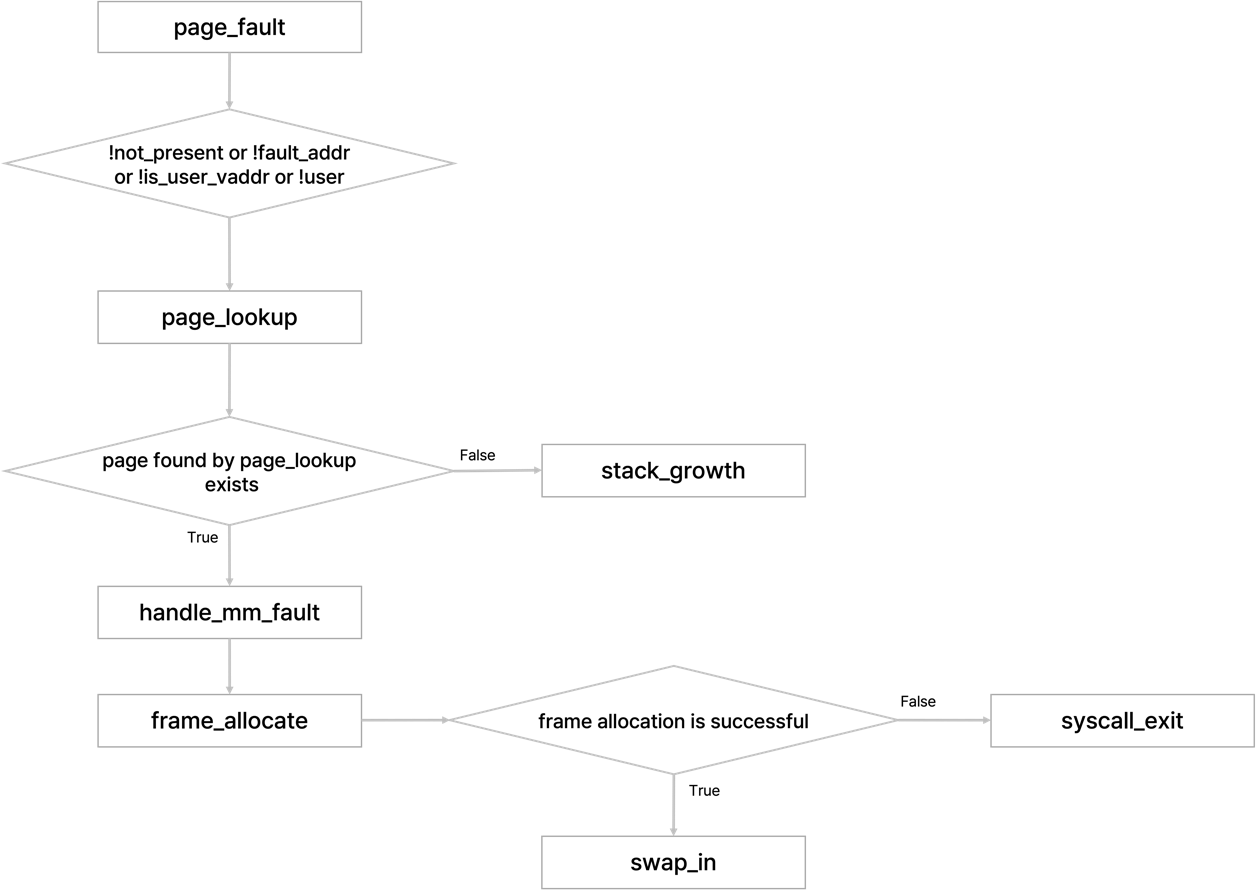 page_fault
!not_present or !fault_addr
or !is_user_vaddr or !user
page_lookup
page found by page_lookup
exists
False
stack_growth
True
handle_mm_fault
frame_allocate
frame allocation is successful
False
syscall_exit
True
swap_in